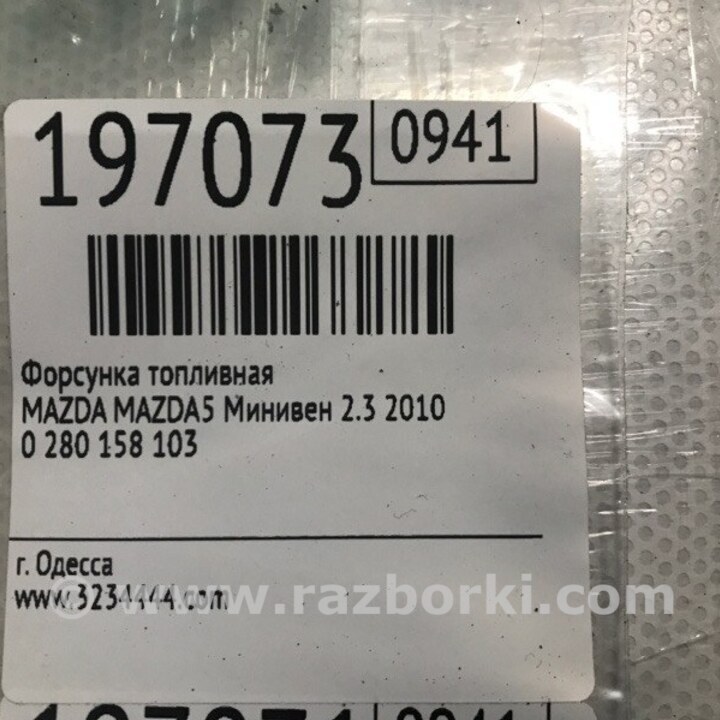 197073 0941
Форсунка топливная
MAZDA MAZDA5 Минивен 2.3 2010
0 280 158 103
г. Одесса
www.3234444.com
© www.razborki.com
0941